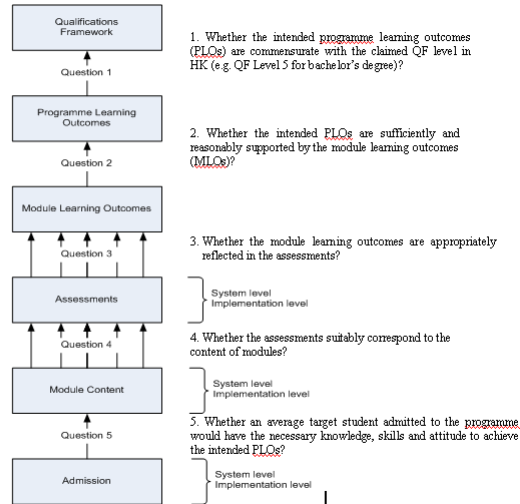 Qualifications
Framework
Question 1
1. Whether the intended programme learning outcomes
(PLOs) are commensurate with the claimed QF level in
HK (e.g. QF Level 5 for bachelor's degree)?
Programme Learning
Outcomes
Question 2
2. Whether the intended PLOs are sufficiently and
reasonably supported by the module learning outcomes
(MLOs)?
Module Learning Outcomes
Question 3
3. Whether the module learning outcomes are appropriately
reflected in the assessments?
Assessments
System level
Implementation level
Question 4
4. Whether the assessments suitably correspond to the
content of modules?
Module Content
System level
Implementation level
Question 5
5. Whether an average target student admitted to the programme
would have the necessary knowledge, skills and attitude to achieve
the intended PLOs?
Admission
System level
Implementation level